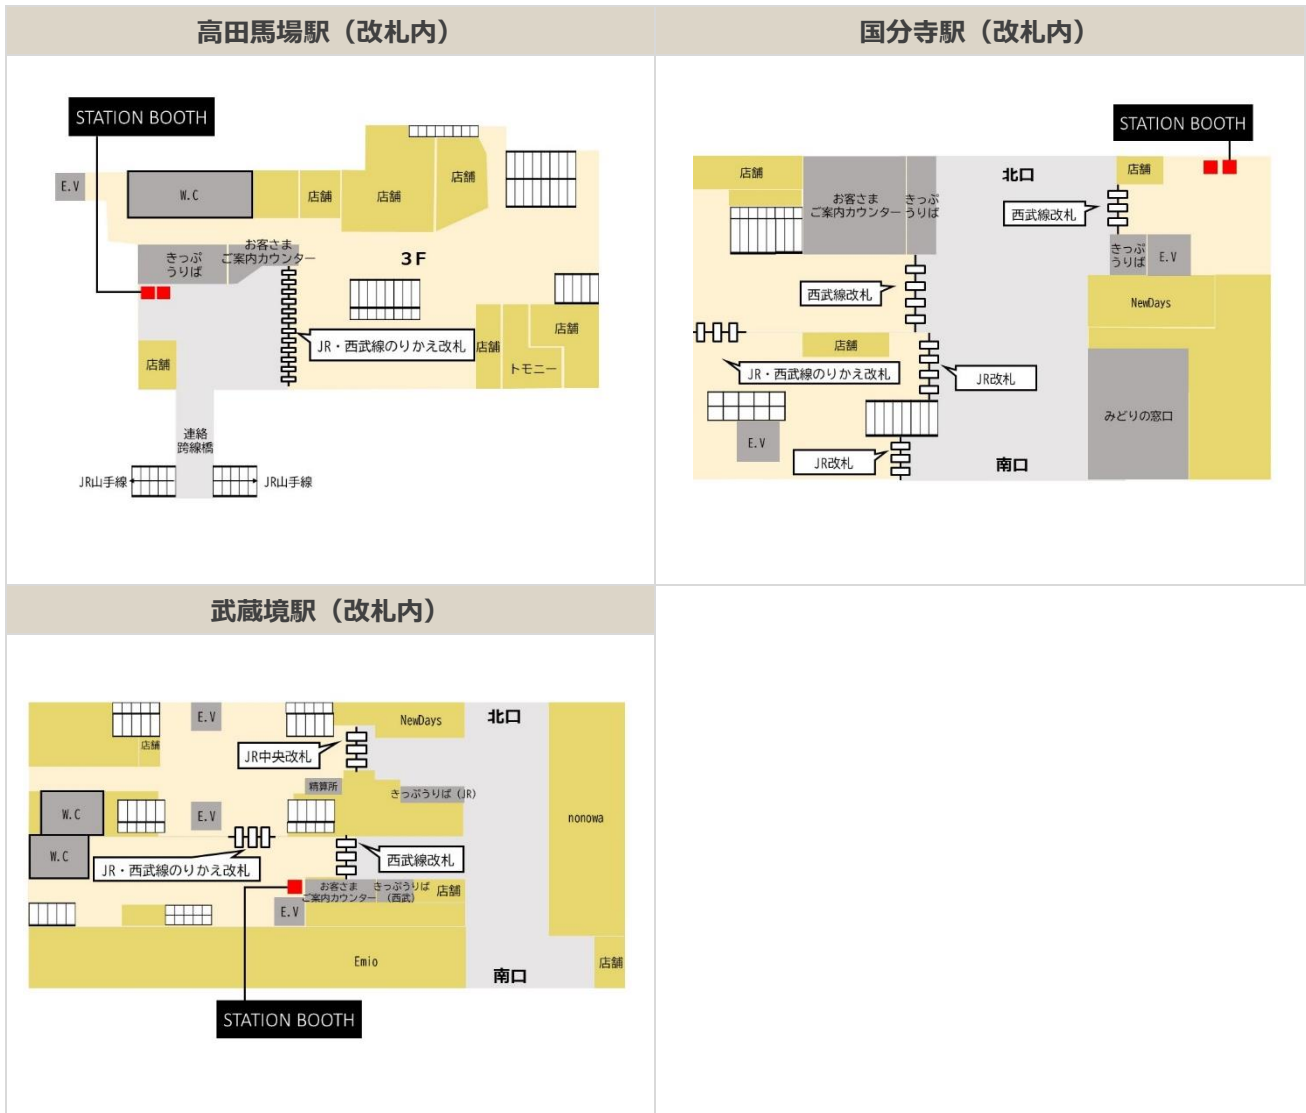 高田馬場駅（改札内）
STATION BOOTH
E.V
W.C
店舗
店舗
店舗
きっぷ
うりば
お客さま
ご案内カウンター
3F
JR・西武線のりかえ改札
店舗
店舗
トモニー
店舗
連絡
跨線橋
JR山手線
JR山手線
国分寺駅（改札内）
STATION BOOTH
店舗
お客さま
ご案内カウンター
きっぷ
うりば
北口
店舗
西武線改札
きっぷ
うりば
E.V
西武線改札
NewDays
店舗
JR・西武線のりかえ改札
JR改札
みどりの窓口
E.V
JR改札
南口
武蔵境駅（改札内）
E.V
NewDays
北口
店舗
JR中央改札
精算所
きっぷうりば（JR）
W.C
E.V
nonowa
W.C
JR・西武線のりかえ改札
西武線改札
お客さま
ご案内カウンター
きっぷうりば
（西武）
店舗
E.V
Emio
南口
店舗
STATION BOOTH